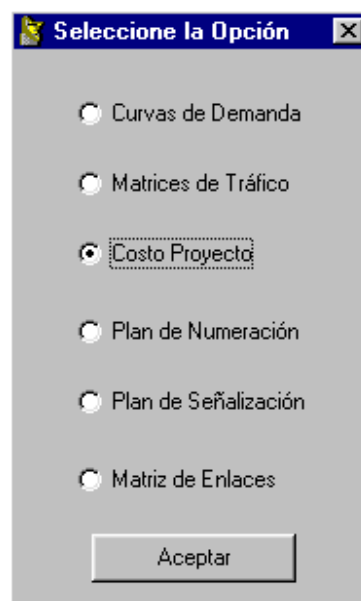 Seleccione la Opción
Curvas de Demanda
Matrices de Tráfico
Costo Proyecto
Plan de Numeración
Plan de Señalización
Matriz de Enlaces
Aceptar